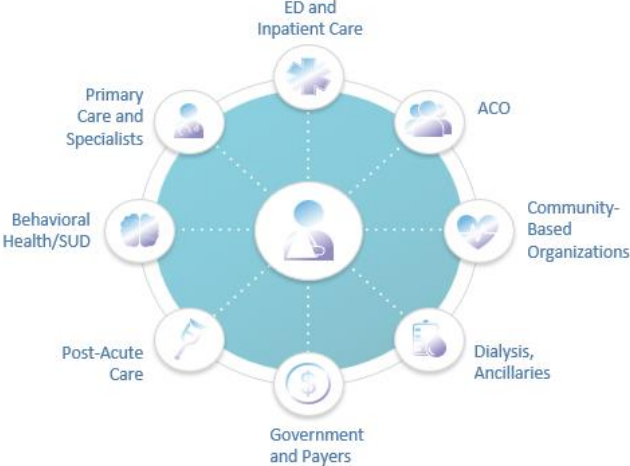 ED and
Inpatient Care
ACO
Community-
Based
Organizations
Dialysis,
Ancillaries
Government
and Payers
Post-Acute
Care
Behavioral
Health/SUD
Primary
Care and
Specialists
$